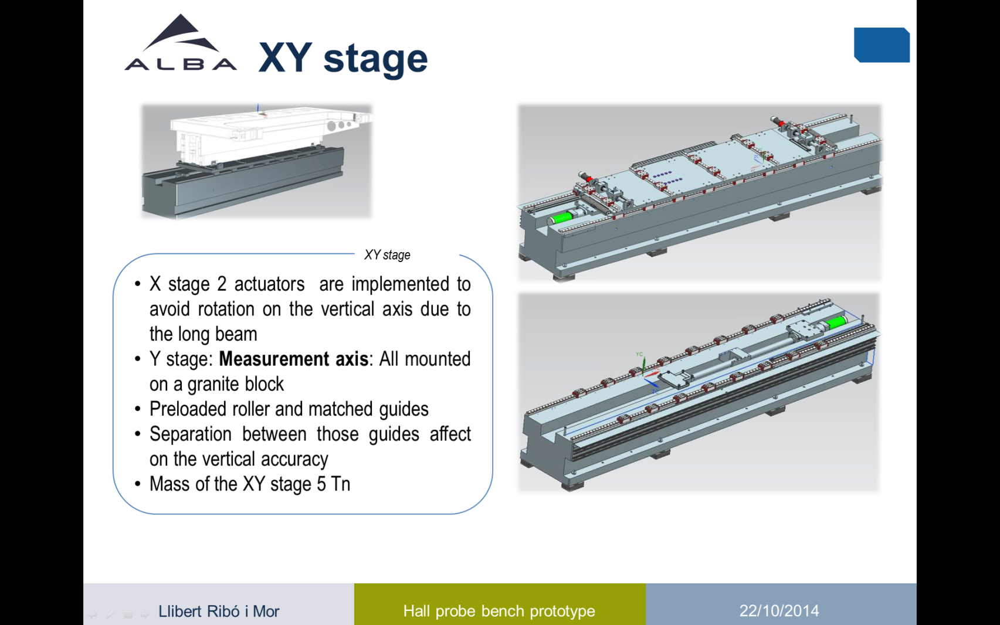 ALBA
XY stage
XY stage
• X stage 2 actuators are implemented to
avoid rotation on the vertical axis due to
the long beam
• Y stage: Measurement axis: All mounted
on a granite block
• Preloaded roller and matched guides
• Separation between those guides affect
on the vertical accuracy
• Mass of the XY stage 5 Tn
YC
ZC
Llibert Ribó i Mor
Hall probe bench prototype
22/10/2014